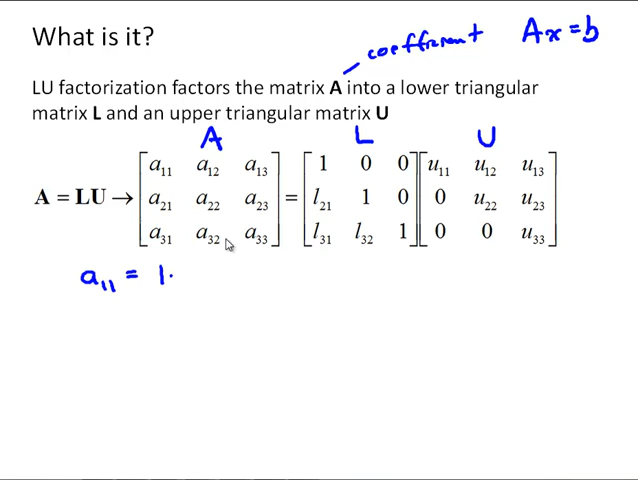 What is it?
coefficient Ax = b
LU factorization factors the matrix A into a lower triangular
matrix L and an upper triangular matrix U
A L U
a11 a12 a13 1 0 0 u11 u12 u13
A = LU → a21 a22 a23 = l21 1 0 0 u22 u23
a31 a32 a33 l31 l32 1 0 0 u33
a11 = 1·